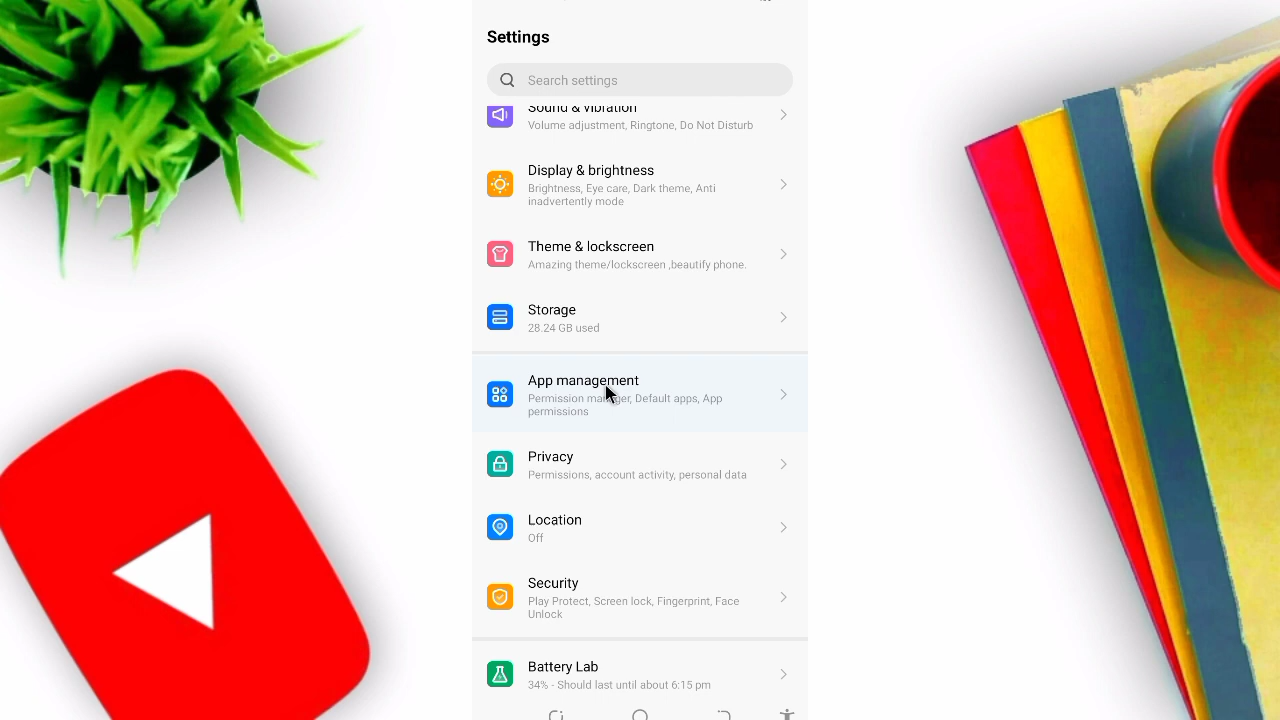 Settings
Search settings
Sound & vibration
Volume adjustment, Ringtone, Do Not Disturb
Display & brightness
Brightness, Eye care, Dark theme, Anti
inadvertently mode
Theme & lockscreen
Amazing theme/lockscreen ,beautify phone.
Storage
28.24 GB used
App management
Permission manager, Default apps, App
permissions
Privacy
Permissions, account activity, personal data
Location
Off
Security
Play Protect, Screen lock, Fingerprint, Face
Unlock
Battery Lab
34% - Should last until about 6:15 pm